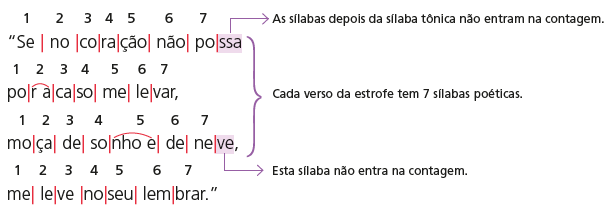 1 2 3 4 5 6 7
As sílabas depois da sílaba tônica não entram na contagem.
“Se | no |co|ra|ção| não| po|ssa
1 2 3 4 5 6 7
po|r a|ca|so| me| le|var,
Cada verso da estrofe tem 7 sílabas poéticas.
1 2 3 4 5 6 7
mo|ça| de| so|nho e| de| ne|ve,
1 2 3 4 5 6 7
Esta sílaba não entra na contagem.
me| le|ve |no|seu| lem|brar.”